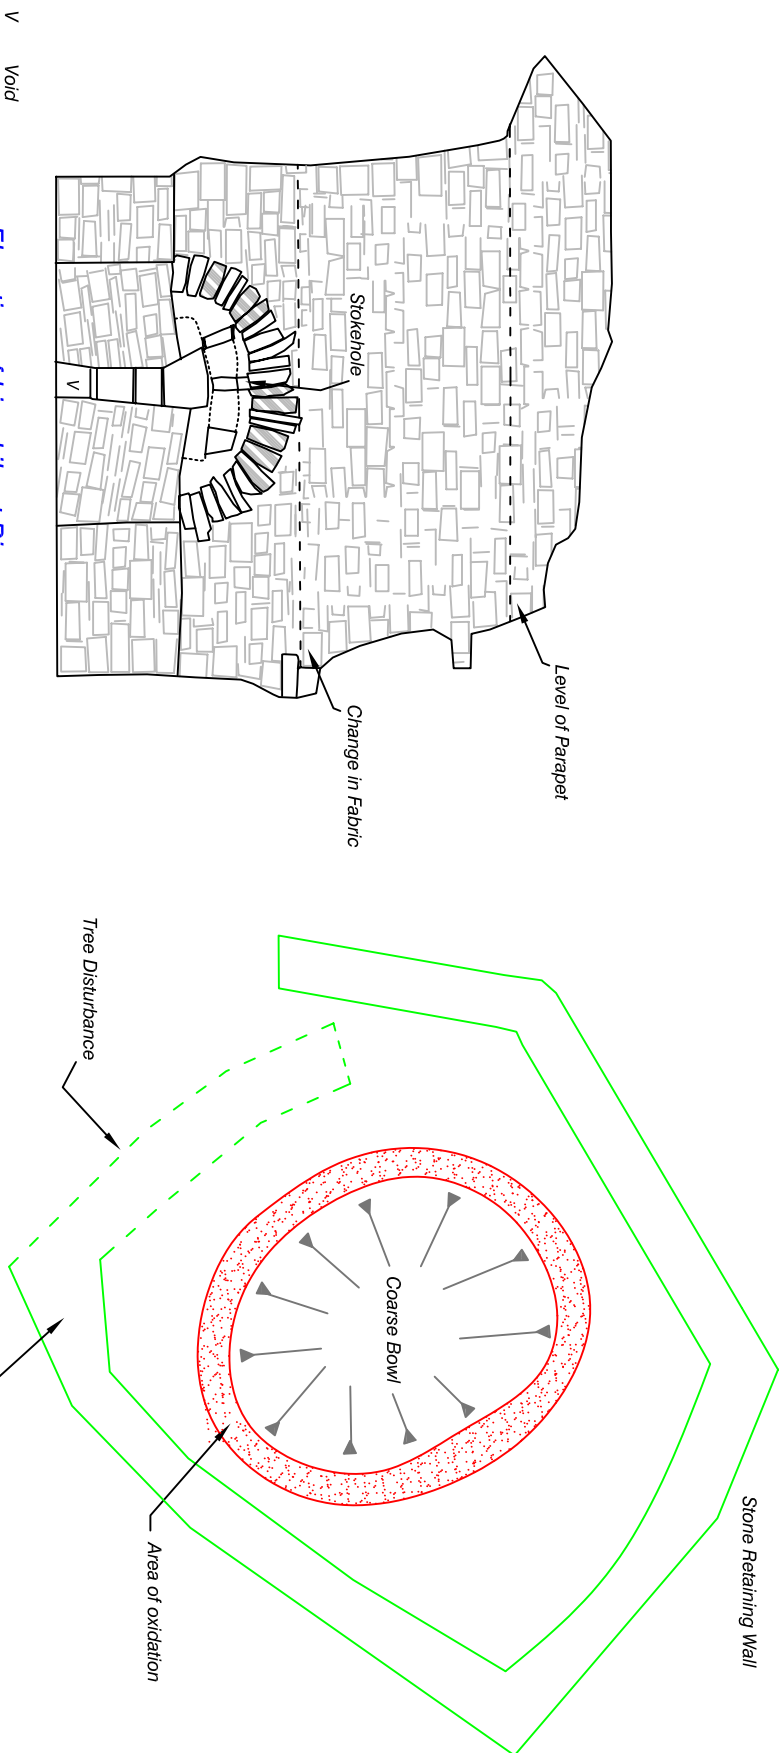 Stone Retaining Wall
Level of Parapet
Stokehole
Change in Fabric
Coarse Bowl
Tree Disturbance
Area of oxidation
V
V Void